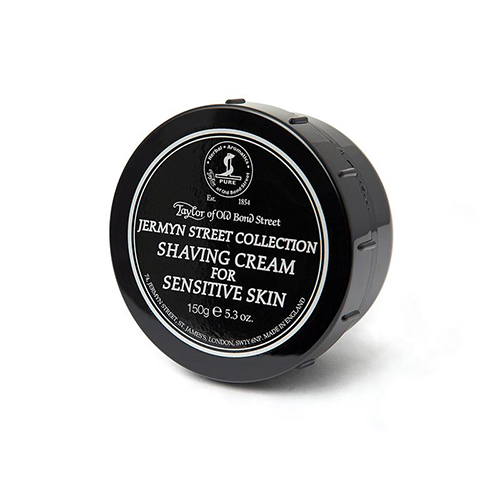 Herbal • Aromatics
PURE
Taylor of Old Bond Street
Est. 1854
Taylor of Old Bond Street
JERMYN STREET COLLECTION
SHAVING CREAM
FOR
SENSITIVE SKIN
150g e 5.3 oz.
74, JERMYN STREET, ST. JAMES'S, LONDON, SW1Y 6NP. MADE IN ENGLAND